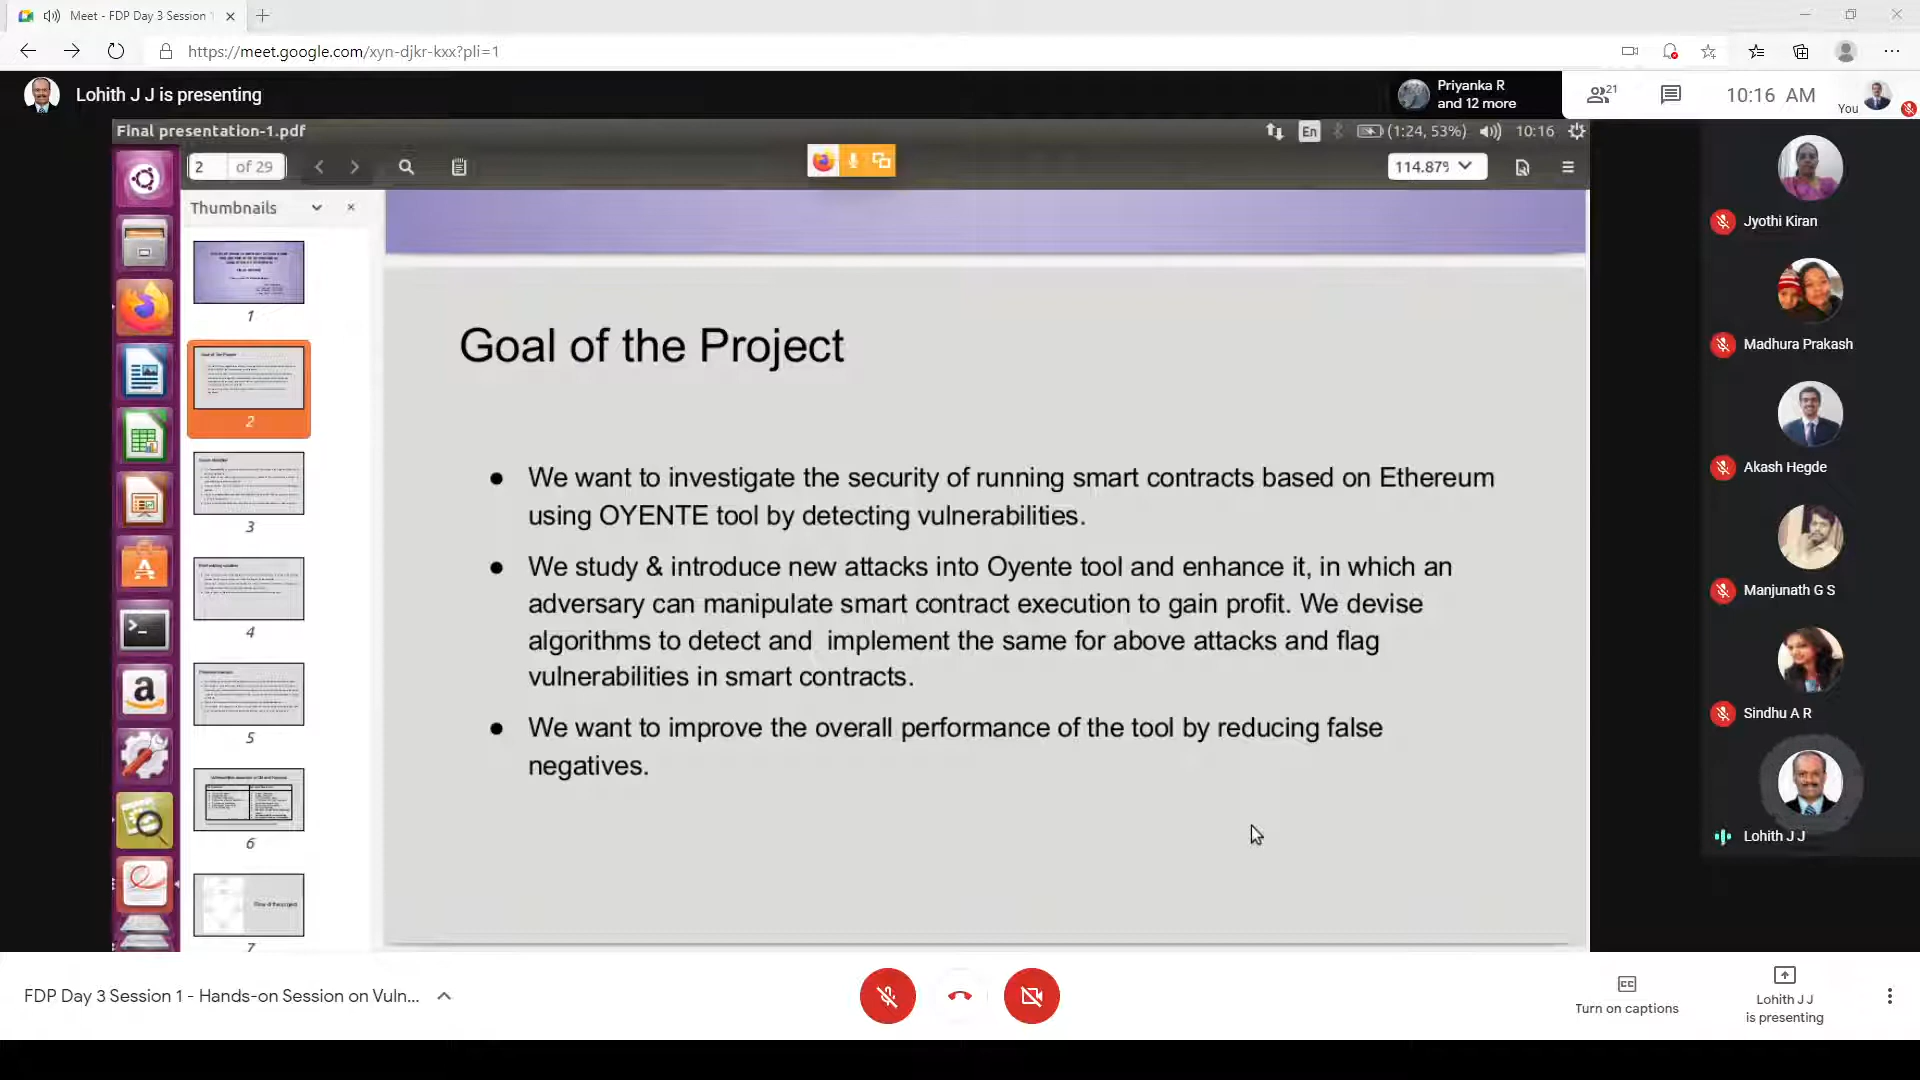 Meet - FDP Day 3 Session 1
https://meet.google.com/xyn-djkr-kxx?pli=1
Lohith J J is presenting
Priyanka R
and 12 more
21
10:16 AM
You
Final presentation-1.pdf
En
(1:24, 53%)
10:16
2
of 29
114.87%
Thumbnails
1
Goal of the Project
2
3
4
5
6
Flow of the project
7
Goal of the Project
● We want to investigate the security of running smart contracts based on Ethereum
using OYENTE tool by detecting vulnerabilities.
● We study & introduce new attacks into Oyente tool and enhance it, in which an
adversary can manipulate smart contract execution to gain profit. We devise
algorithms to detect and  implement the same for above attacks and flag
vulnerabilities in smart contracts.
● We want to improve the overall performance of the tool by reducing false
negatives.
Jyothi Kiran
Madhura Prakash
Akash Hegde
Manjunath G S
Sindhu A R
Lohith J J
FDP Day 3 Session 1 - Hands-on Session on Vuln...
Turn on captions
Lohith J J
is presenting